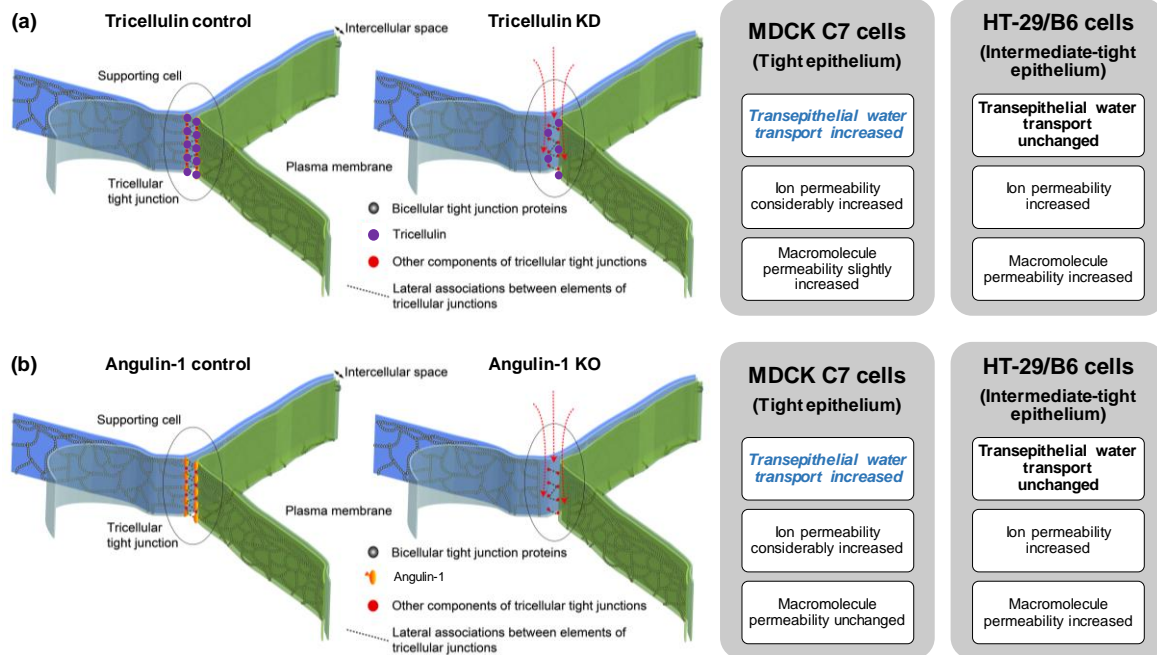 (a)
Tricellulin control
Tricellulin KD
Intercellular space
Supporting cell
Plasma membrane
Tricellular
tight junction
Bicellular tight junction proteins
Tricellulin
Other components of tricellular tight junctions
Lateral associations between elements of
tricellular junctions
MDCK C7 cells
(Tight epithelium)
Transepithelial water
transport increased
Ion permeability
considerably increased
Macromolecule
permeability slightly
increased
HT-29/B6 cells
(Intermediate-tight
epithelium)
Transepithelial water
transport
unchanged
Ion permeability
increased
Macromolecule
permeability increased
(b)
Angulin-1 control
Angulin-1 KO
Intercellular space
Supporting cell
Plasma membrane
Tricellular
tight junction
Bicellular tight junction proteins
Angulin-1
Other components of tricellular tight junctions
Lateral associations between elements of
tricellular junctions
MDCK C7 cells
(Tight epithelium)
Transepithelial water
transport increased
Ion permeability
considerably increased
Macromolecule
permeability unchanged
HT-29/B6 cells
(Intermediate-tight
epithelium)
Transepithelial water
transport
unchanged
Ion permeability
increased
Macromolecule
permeability increased